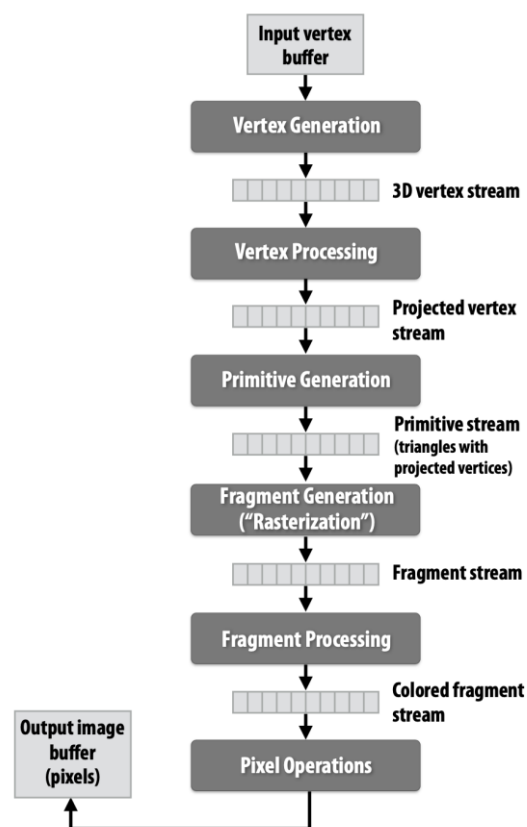 Input vertex
buffer
Vertex Generation
3D vertex stream
Vertex Processing
Projected vertex
stream
Primitive Generation
Primitive stream
(triangles with
projected vertices)
Fragment Generation
(“Rasterization”)
Fragment stream
Fragment Processing
Colored fragment
stream
Output image
buffer
(pixels)
Pixel Operations